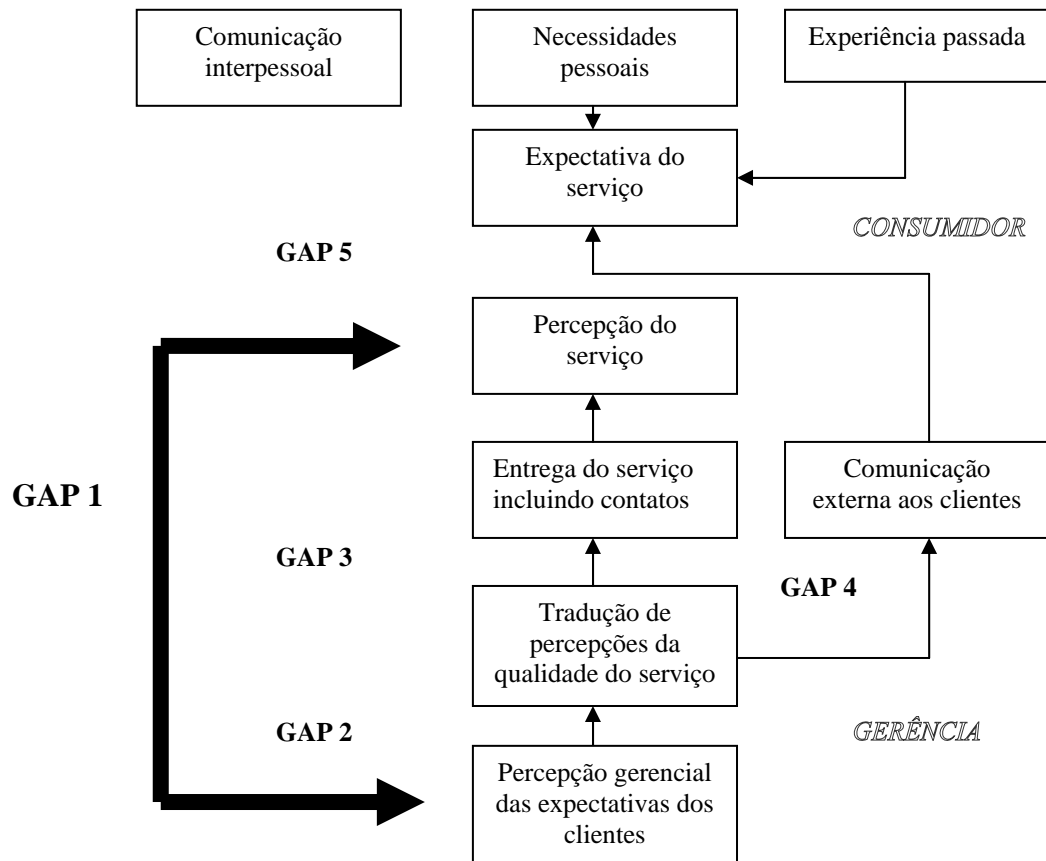 Comunicação
interpessoal
Necessidades
pessoais
Experiência passada
Expectativa do
serviço
CONSUMIDOR
GAP 5
Percepção do
serviço
GAP 1
Entrega do serviço
incluindo contatos
Comunicação
externa aos clientes
GAP 3
GAP 4
Tradução de
percepções da
qualidade do serviço
GAP 2
GERÊNCIA
Percepção gerencial
das expectativas dos
clientes